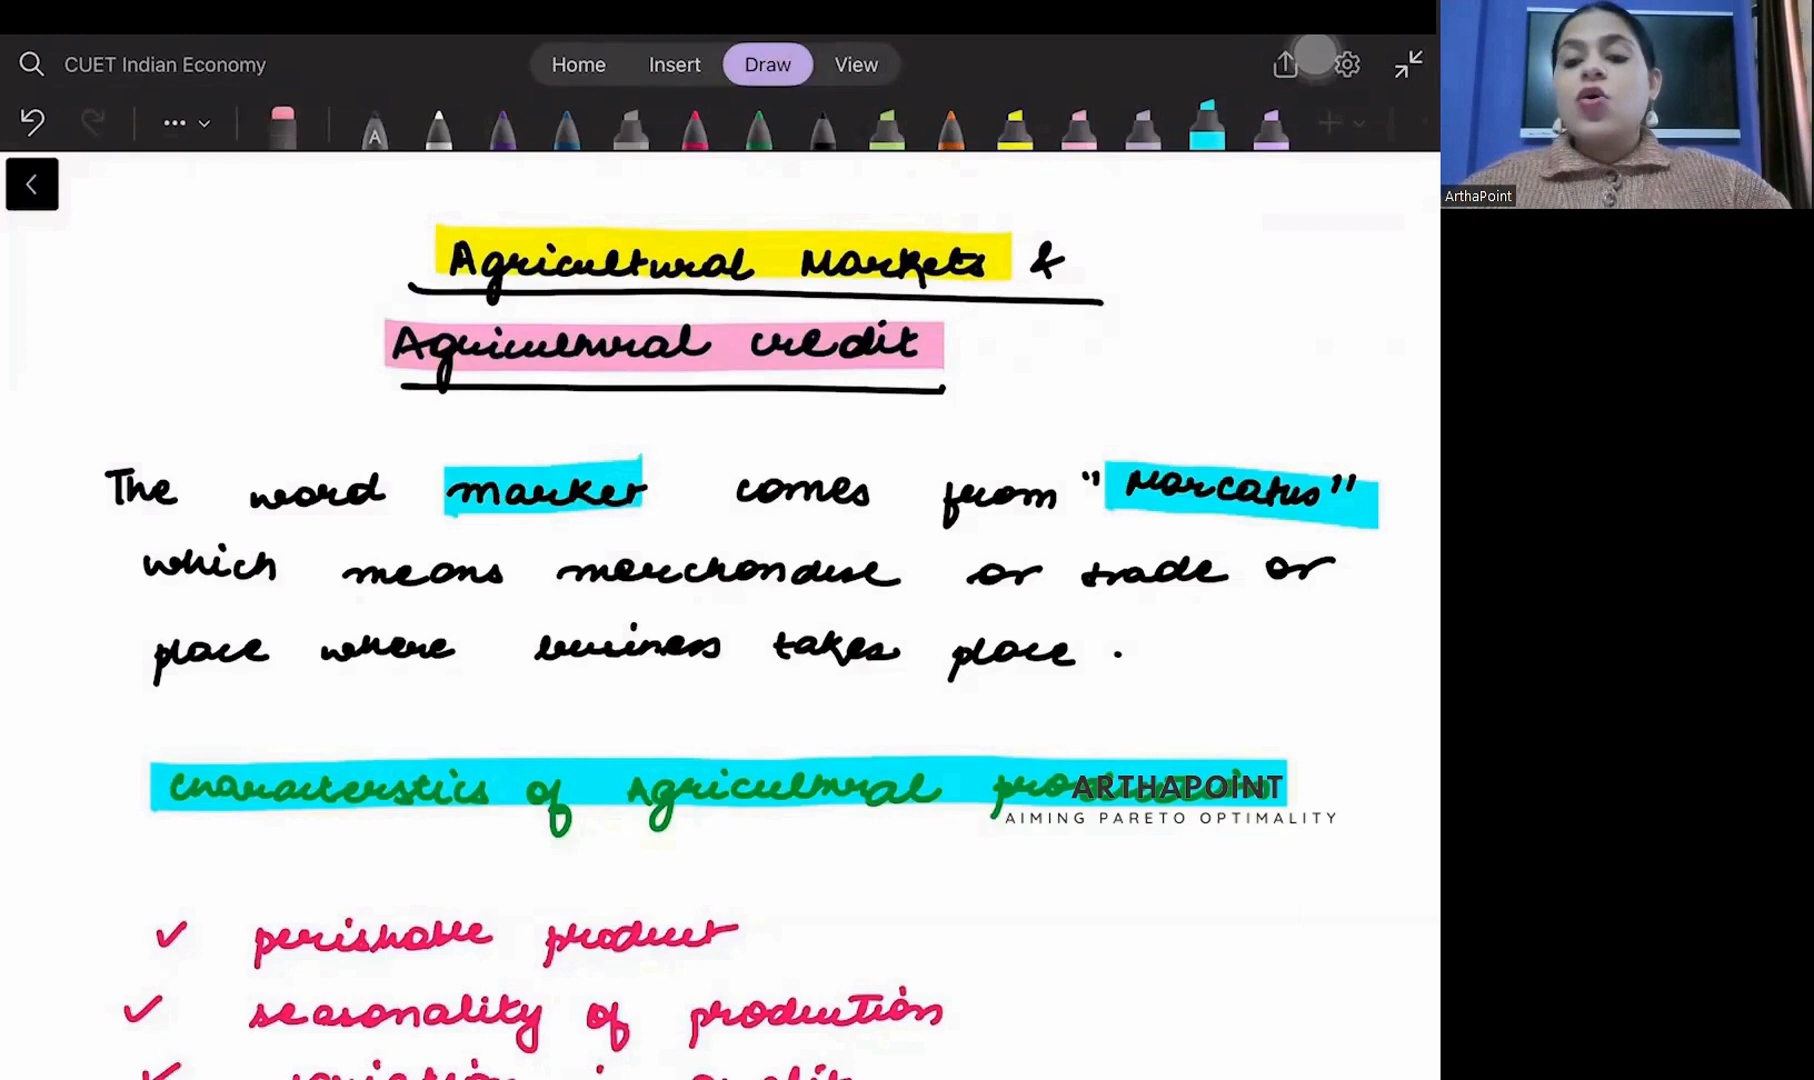 CUET Indian Economy
Home Insert Draw View
A
ArthaPoint
Agricultural Markets &
Agricultural credit
The word market comes from "Marcatus"
which means merchandise or trade or
place where business takes place .
characterstics of Agricultural
ARTHAPOINT
AIMING PARETO OPTIMALITY
✓ perishable product
✓ seasonality of production